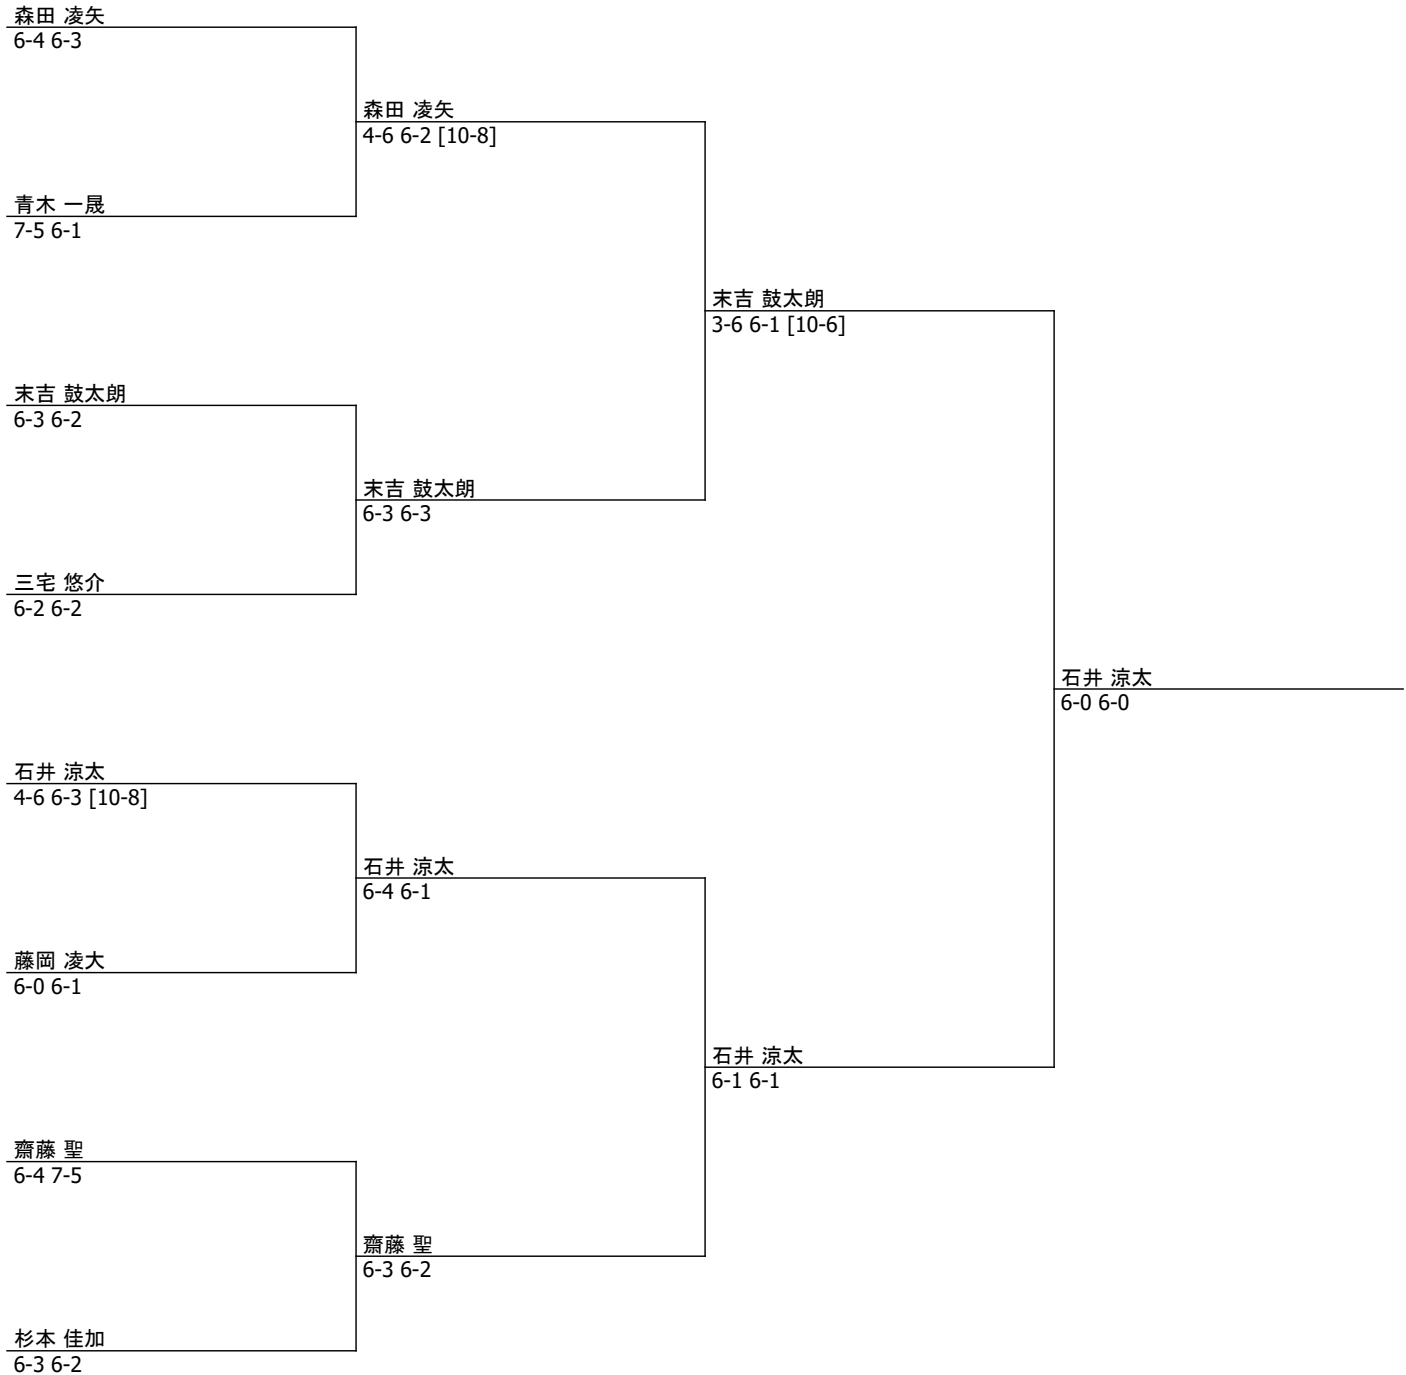 森田 凌矢
6-4 6-3
森田 凌矢
4-6 6-2 [10-8]
青木 一晟
7-5 6-1
末吉 鼓太朗
3-6 6-1 [10-6]
末吉 鼓太朗
6-3 6-2
末吉 鼓太朗
6-3 6-3
三宅 悠介
6-2 6-2
石井 涼太
6-0 6-0
石井 涼太
4-6 6-3 [10-8]
石井 涼太
6-4 6-1
藤岡 凌大
6-0 6-1
石井 涼太
6-1 6-1
齋藤 聖
6-4 7-5
齋藤 聖
6-3 6-2
杉本 佳加
6-3 6-2